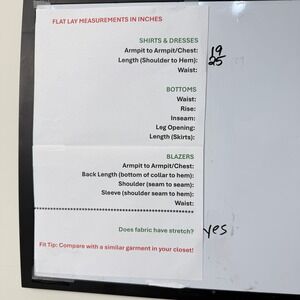 FLAT LAY MEASUREMENTS IN INCHES
SHIRTS & DRESSES
Armpit to Armpit/Chest: 19
Length (Shoulder to Hem): 25
Waist:
BOTTOMS
Waist:
Rise:
Inseam:
Leg Opening:
Length (Skirts):
BLAZERS
Armpit to Armpit/Chest:
Back Length (bottom of collar to hem):
Shoulder (seam to seam):
Sleeve (shoulder seam to hem):
Waist:
Does fabric have stretch? yes
Fit Tip: Compare with a similar garment in your closet!